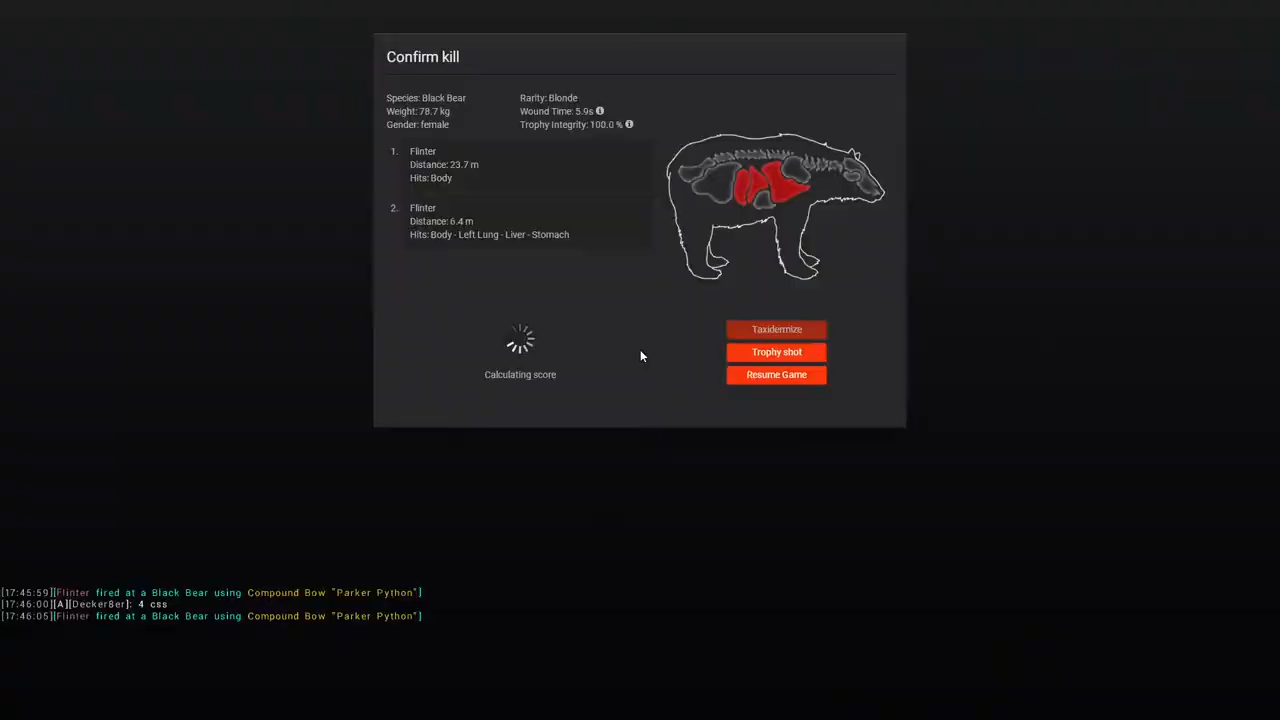 Confirm kill
Species: Black Bear
Weight: 78.7 kg
Gender: female
Rarity: Blonde
Wound Time: 5.9s
Trophy Integrity: 100.0 %
1. Flinter
Distance: 23.7 m
Hits: Body
2. Flinter
Distance: 6.4 m
Hits: Body - Left Lung - Liver - Stomach
Calculating score
Taxidermize
Trophy shot
Resume Game
[17:45:59][Flinter fired at a Black Bear using Compound Bow "Parker Python"]
[17:46:00][A][Decker8er]: 4 css
[17:46:05][Flinter fired at a Black Bear using Compound Bow "Parker Python"]